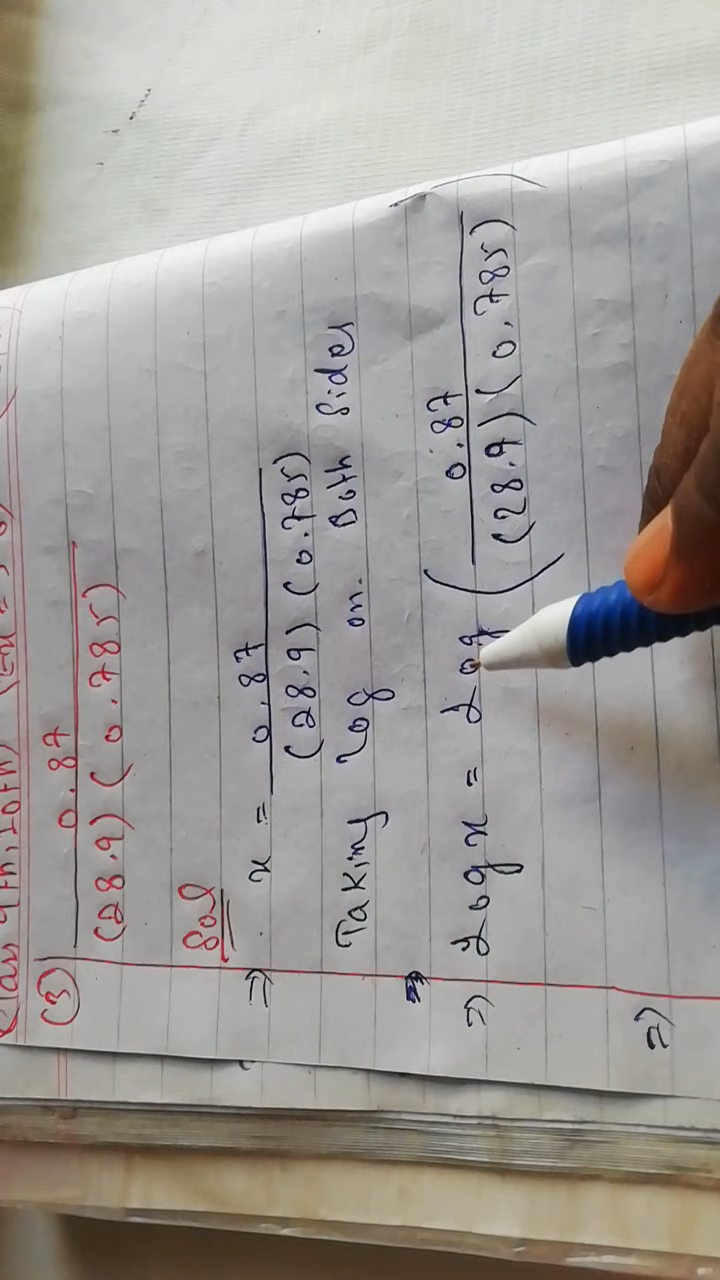 (3) 0.87
(28.9) (0.785)
Sol
=) x = 0.87
(28.9) (0.785)
Taking log on. Both Sides
=) Log x = Log ( 0.87 )
(28.9) (0.785)
=)